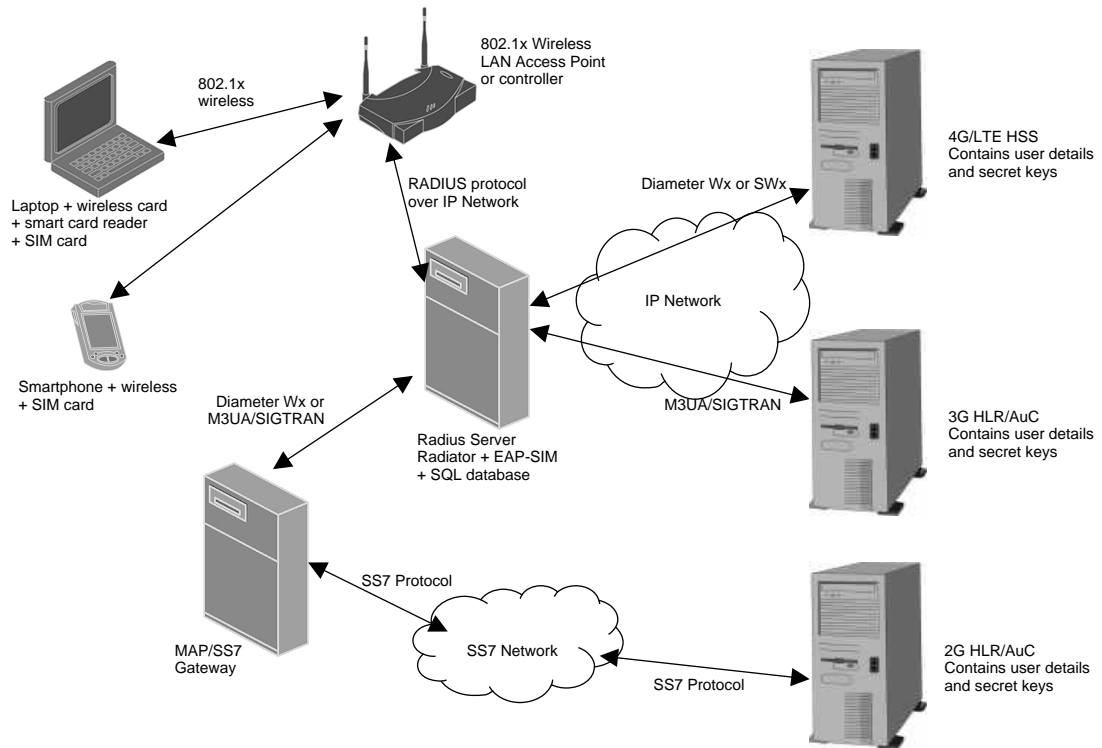 802.1x Wireless
LAN Access Point
or controller
802.1x
wireless
4G/LTE HSS
Contains user details
and secret keys
Laptop + wireless card
+ smart card reader
+ SIM card
RADIUS protocol
over IP Network
Diameter Wx or SWx
IP Network
Smartphone + wireless
+ SIM card
Diameter Wx or
M3UA/SIGTRAN
M3UA/SIGTRAN
3G HLR/AuC
Contains user details
and secret keys
Radius Server
Radiator + EAP-SIM
+ SQL database
SS7 Protocol
MAP/SS7
Gateway
SS7 Network
SS7 Protocol
2G HLR/AuC
Contains user details
and secret keys